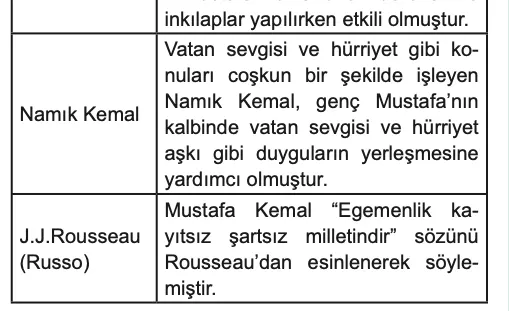 inkılaplar yapılırken etkili olmuştur.
Namık Kemal
Vatan sevgisi ve hürriyet gibi ko-
nuları coşkun bir şekilde işleyen
Namık Kemal, genç Mustafa’nın
kalbinde vatan sevgisi ve hürriyet
aşkı gibi duyguların yerleşmesine
yardımcı olmuştur.
J.J.Rousseau
(Russo)
Mustafa Kemal “Egemenlik ka-
yıtsız şartsız milletindir” sözünü
Rousseau’dan esinlenerek söyle-
miştir.